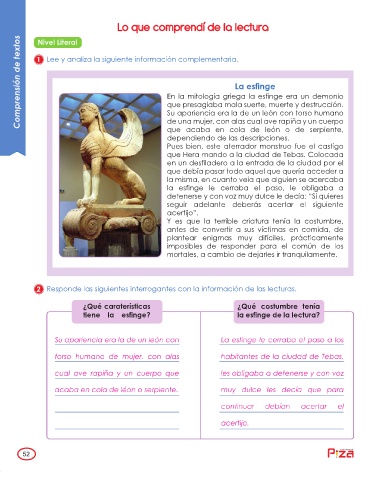 Lo que comprendí de la lectura
Comprensión de textos
Nivel Literal
1 Lee y analiza la siguiente información complementaria.
La esfinge
En la mitología griega la esfinge era un demonio
que presagiaba mala suerte, muerte y destrucción.
Su apariencia era la de un león con torso humano
de una mujer, con alas cual ave rapiña y un cuerpo
que acaba en cola de león o de serpiente,
dependiendo de las descripciones.
Pues bien, este aterrador monstruo fue el castigo
que Hera mando a la ciudad de Tebas. Colocada
en un desfiladero a la entrada de la ciudad por el
que debía pasar todo aquel que quería acceder a
la misma, en cuanto veía que alguien se acercaba
la esfinge le cerraba el paso, le obligaba a
detenerse y con voz muy dulce le decía: "Si quieres
seguir adelante deberás acertar el siguiente
acertijo".
Y es que la terrible criatura tenía la costumbre,
antes de convertir a sus víctimas en comida, de
plantear enigmas muy difíciles, prácticamente
imposibles de responder para el común de los
mortales, a cambio de dejarles ir tranquilamente.
2 Responde las siguientes interrogantes con la información de las lecturas.
¿Qué caraterísticas
tiene la esfinge?
Su apariencia era la de un león con
torso humano de mujer, con alas
cual ave rapiña y un cuerpo que
acaba en cola de léon o serpiente.
¿Qué costumbre tenía
la esfinge de la lectura?
La esfinge le cerraba el paso a los
habitantes de la ciudad de Tebas,
les obligaba a detenerse y con voz
muy dulce les decía que para
continuar debían acertar el
acertijo.
52